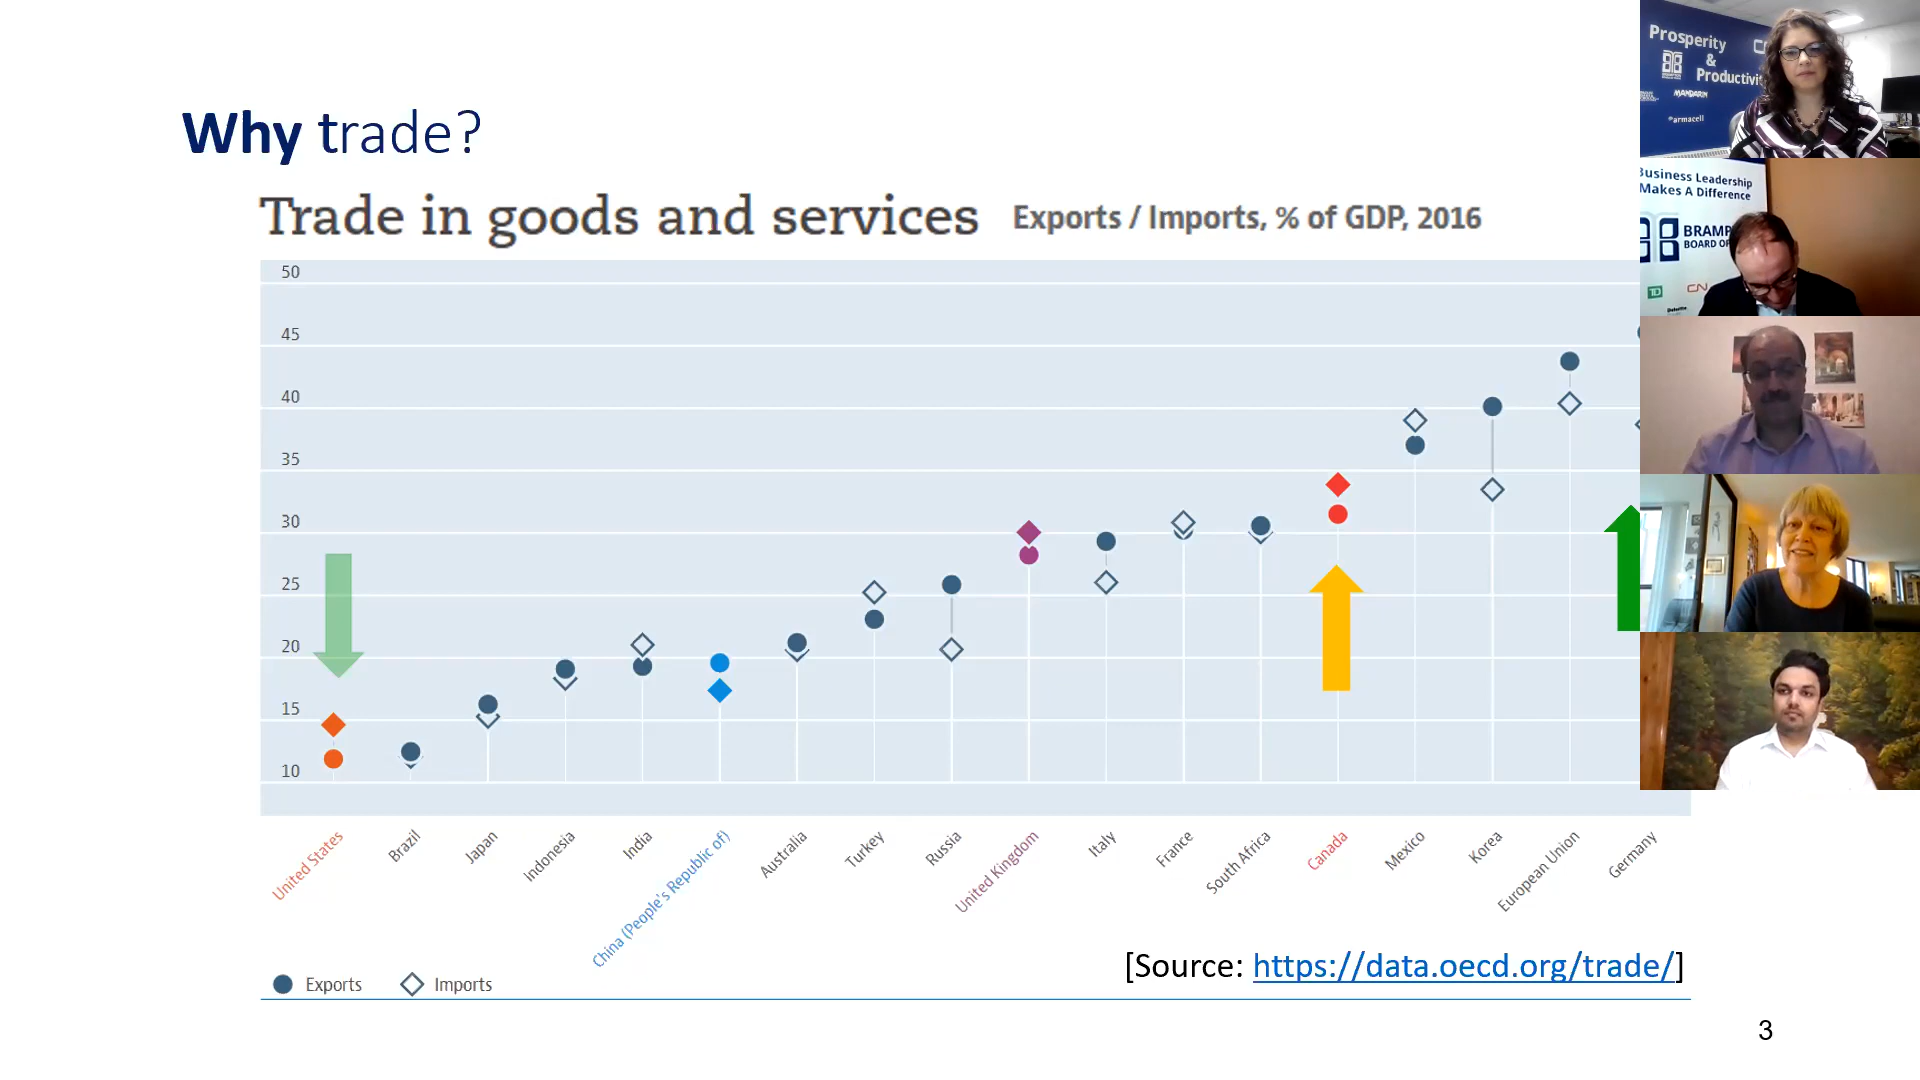 Why trade?
Trade in goods and services Exports / Imports, % of GDP, 2016
50
45
40
35
30
25
20
15
10
United States
Brazil
Japan
Indonesia
India
China (People's Republic of)
Australia
Turkey
Russia
United Kingdom
Italy
France
South Africa
Canada
Mexico
Korea
European Union
Germany
Exports Imports
[Source: https://data.oecd.org/trade/]
3
Prosperity
&
Productivi
MANDARIN
armacell
Business Leadership
Makes A Difference
BRAMP
BOARD OF
TD
CN
Deloitte